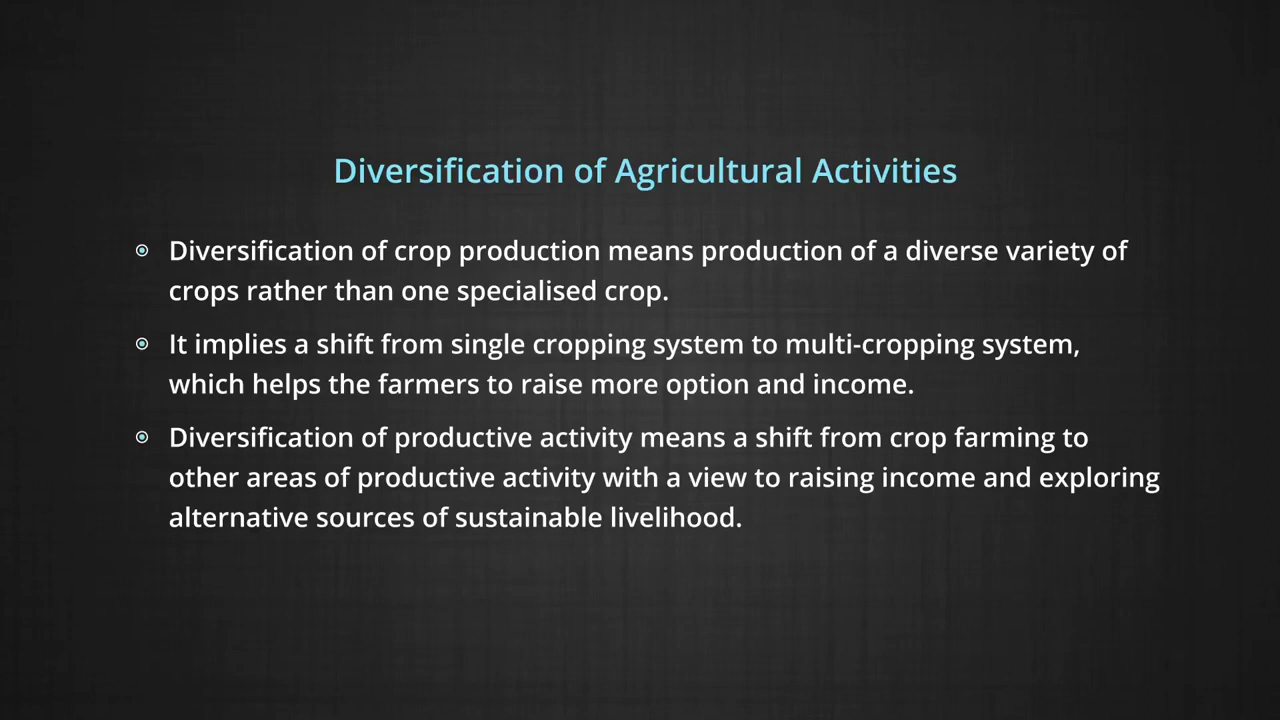 Diversification of Agricultural Activities
Diversification of crop production means production of a diverse variety of
crops rather than one specialised crop.
It implies a shift from single cropping system to multi-cropping system,
which helps the farmers to raise more option and income.
Diversification of productive activity means a shift from crop farming to
other areas of productive activity with a view to raising income and exploring
alternative sources of sustainable livelihood.